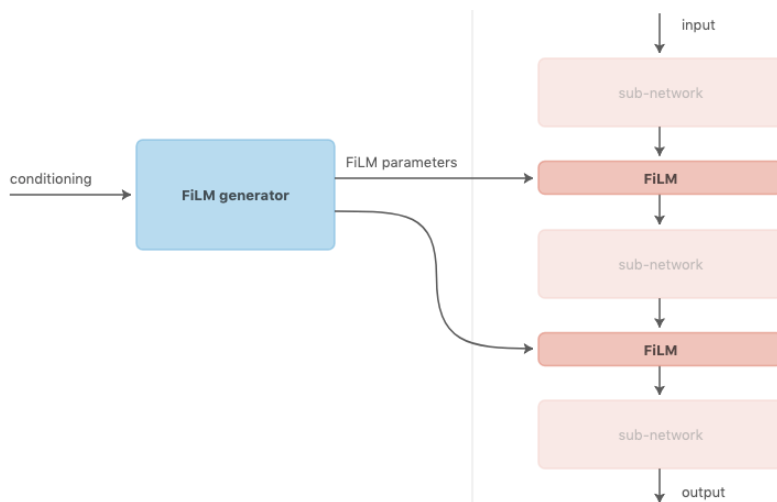 input
sub-network
FiLM parameters
FiLM
conditioning
FiLM generator
sub-network
FiLM
sub-network
output